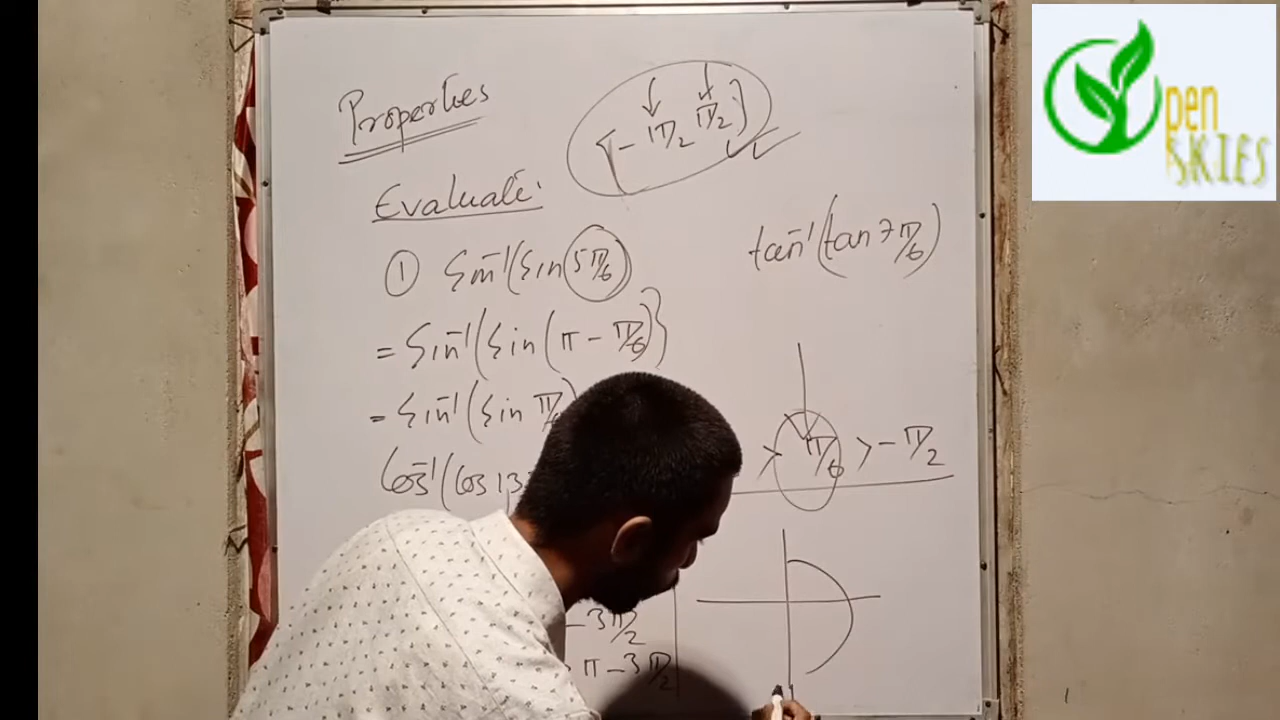 Properties
[-π/2 π/2]
Evaluate:
① Sin⁻¹(Sin 5π/6)
= Sin⁻¹(Sin(π - π/6)}
= Sin⁻¹(Sin π/
Cos⁻¹(Cos 13
- 3π/2
π - 3π/2
tan⁻¹(tan 7π/6)
> π/6 > -π/2
Open
SKIES